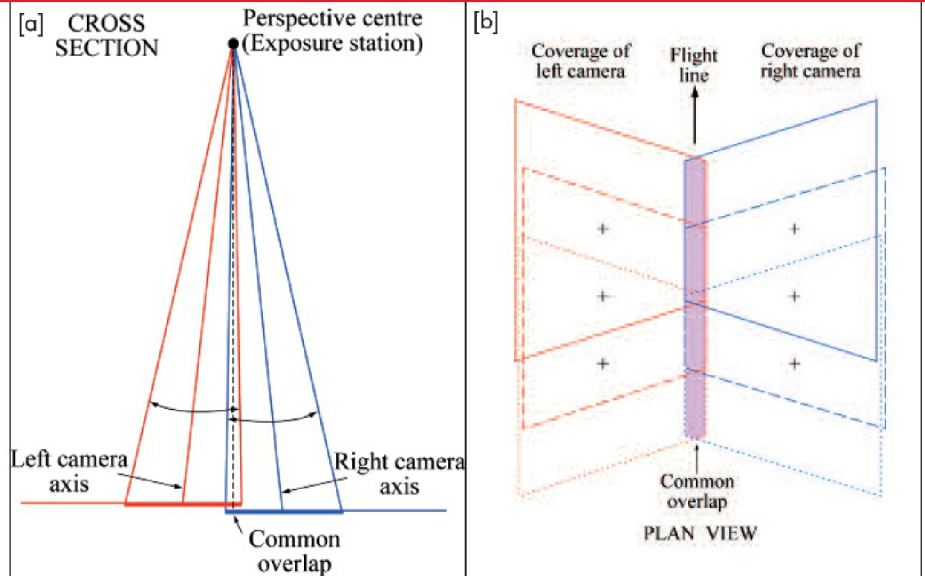 [a]
CROSS
SECTION
Perspective centre
(Exposure station)
Left camera
axis
Right camera
axis
Common
overlap
[b]
Coverage of
left camera
Flight
line
Coverage of
right camera
Common
overlap
PLAN VIEW